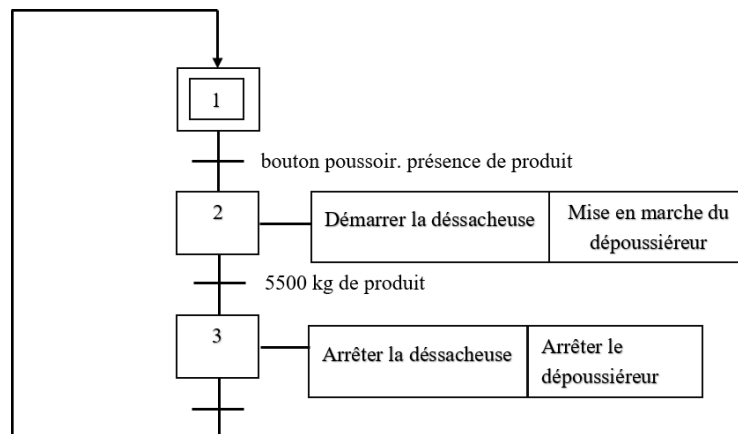 1
bouton poussoir. présence de produit
2
Démarrer la déssacheuse
Mise en marche du
dépoussiéreur
5500 kg de produit
3
Arrêter la déssacheuse
Arrêter le
dépoussiéreur